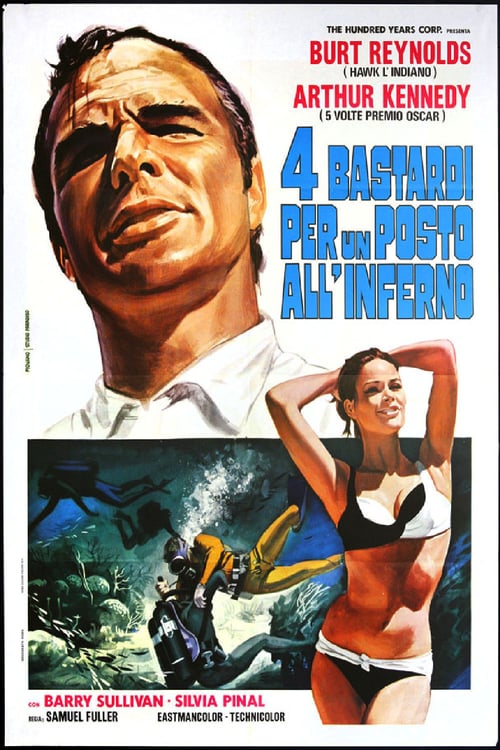 THE HUNDRED YEARS CORP. PRESENTA
BURT REYNOLDS
( HAWK L'INDIANO )
ARTHUR KENNEDY
( 5 VOLTE PREMIO OSCAR )
4 BASTARDI
PER UN POSTO
ALL'INFERNO
CON BARRY SULLIVAN · SILVIA PINAL
REGIA: SAMUEL FULLER EASTMANCOLOR - TECHNICOLOR